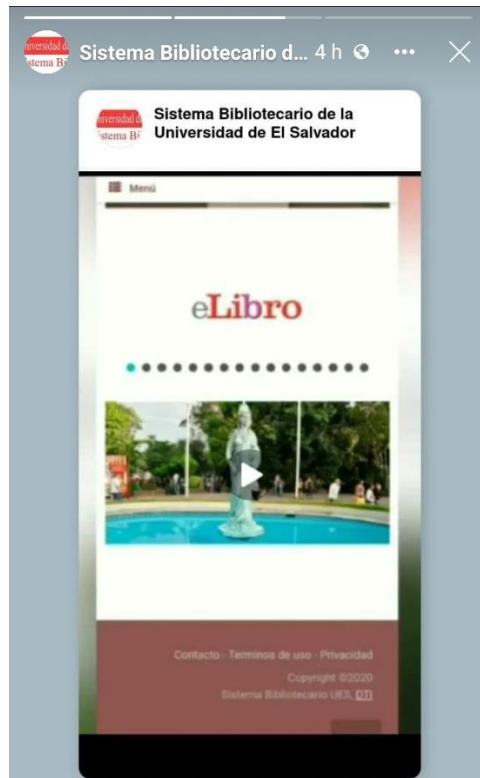 Sistema Bibliotecario d... 4 h
Sistema Bibliotecario de la
Universidad de El Salvador
Menú
eLibro
Contacto - Terminos de uso - Privacidad
Copyright ©2020
Sistema Bibliotecario UES, DTI